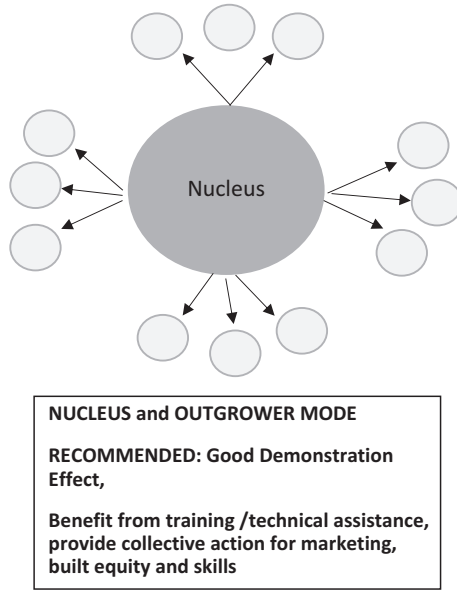 Nucleus
NUCLEUS and OUTGROWER MODE
RECOMMENDED: Good Demonstration
Effect,
Benefit from training /technical assistance,
provide collective action for marketing,
built equity and skills